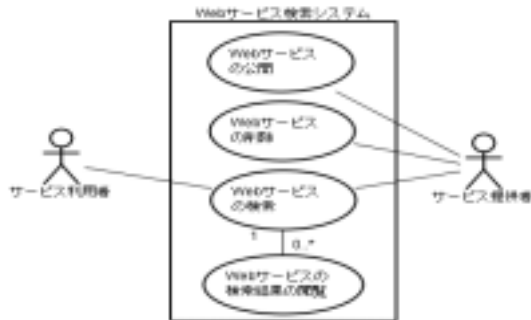 Webサービス検索システム
Webサービス
の公開
Webサービス
の削除
Webサービス
の検索
サービス利用者
サービス提供者
1
0..*
Webサービスの
検索結果の閲覧